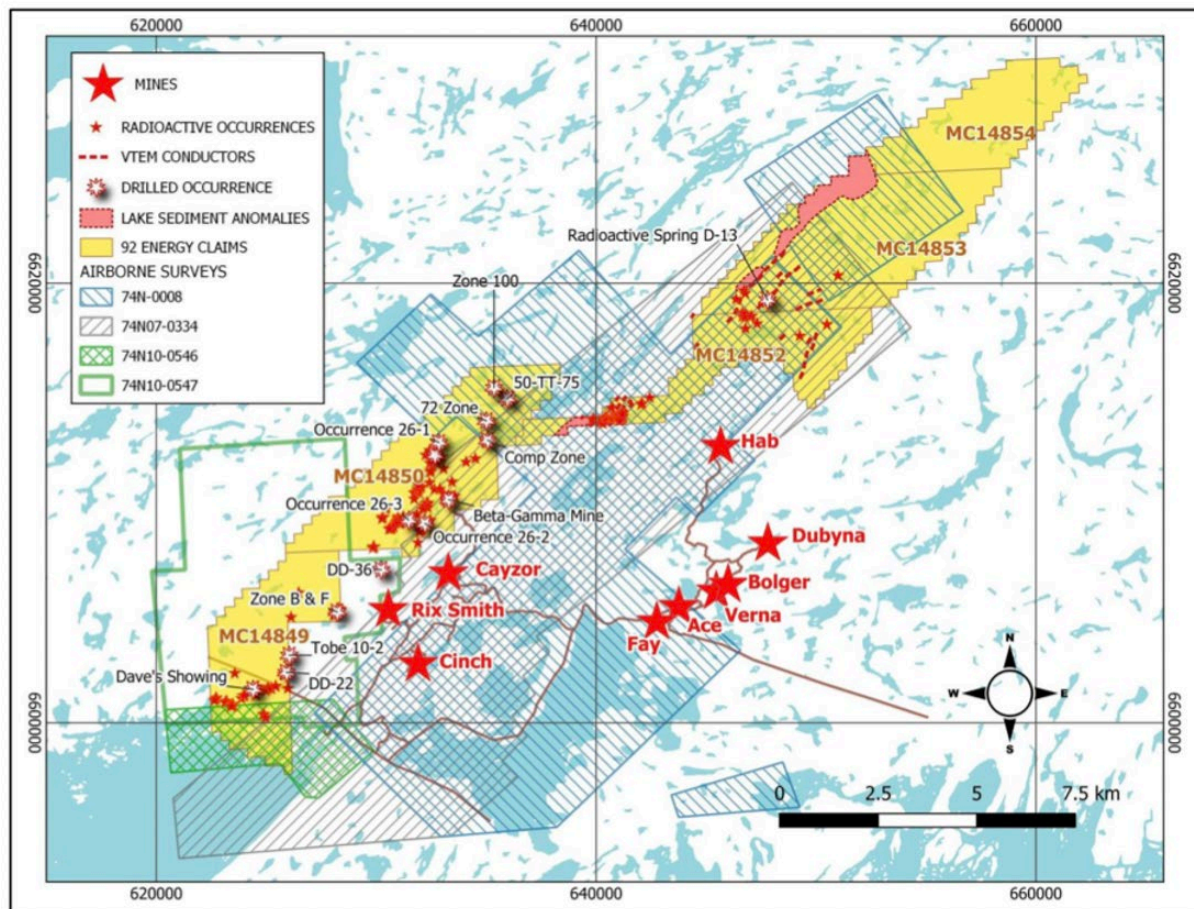 620000
640000
660000
MINES
RADIOACTIVE OCCURRENCES
VTEM CONDUCTORS
DRILLED OCCURRENCE
LAKE SEDIMENT ANOMALIES
92 ENERGY CLAIMS
AIRBORNE SURVEYS
74N-0008
74N07-0334
74N10-0546
74N10-0547
MC14854
Radioactive Spring D-13
MC14853
Zone 100
6620000
6620000
MC14852
50-TT-75
72 Zone
Occurrence 26-1
Hab
Comp Zone
MC14850
Occurrence 26-3
Beta-Gamma Mine
Occurrence 26-2
Dubyna
DD-36
Cayzor
Bolger
Zone B & F
Rix Smith
Verna
Ace
Fay
MC14849
Tobe 10-2
Cinch
Dave's Showing
DD-22
N
W
E
S
6600000
6600000
0
2.5
5
7.5 km
620000
640000
660000